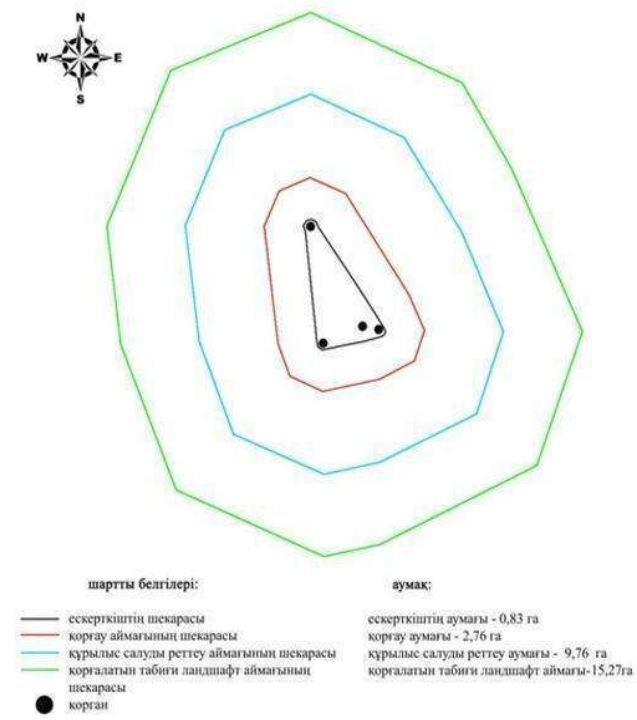 N
W E
S
шартты белгілері:
ескерткіштің шекарасы
қорғау аймағының шекарасы
құрылыс салуды реттеу аймағының шекарасы
қорғалатын табиғи ландшафт аймағының
шекарасы
қорған
аумақ:
ескерткіштің аумағы - 0,83 га
қорғау аумағы - 2,76 га
құрылыс салуды реттеу аумағы - 9,76 га
қорғалатын табиғи ландшафт аймағы-15,27га